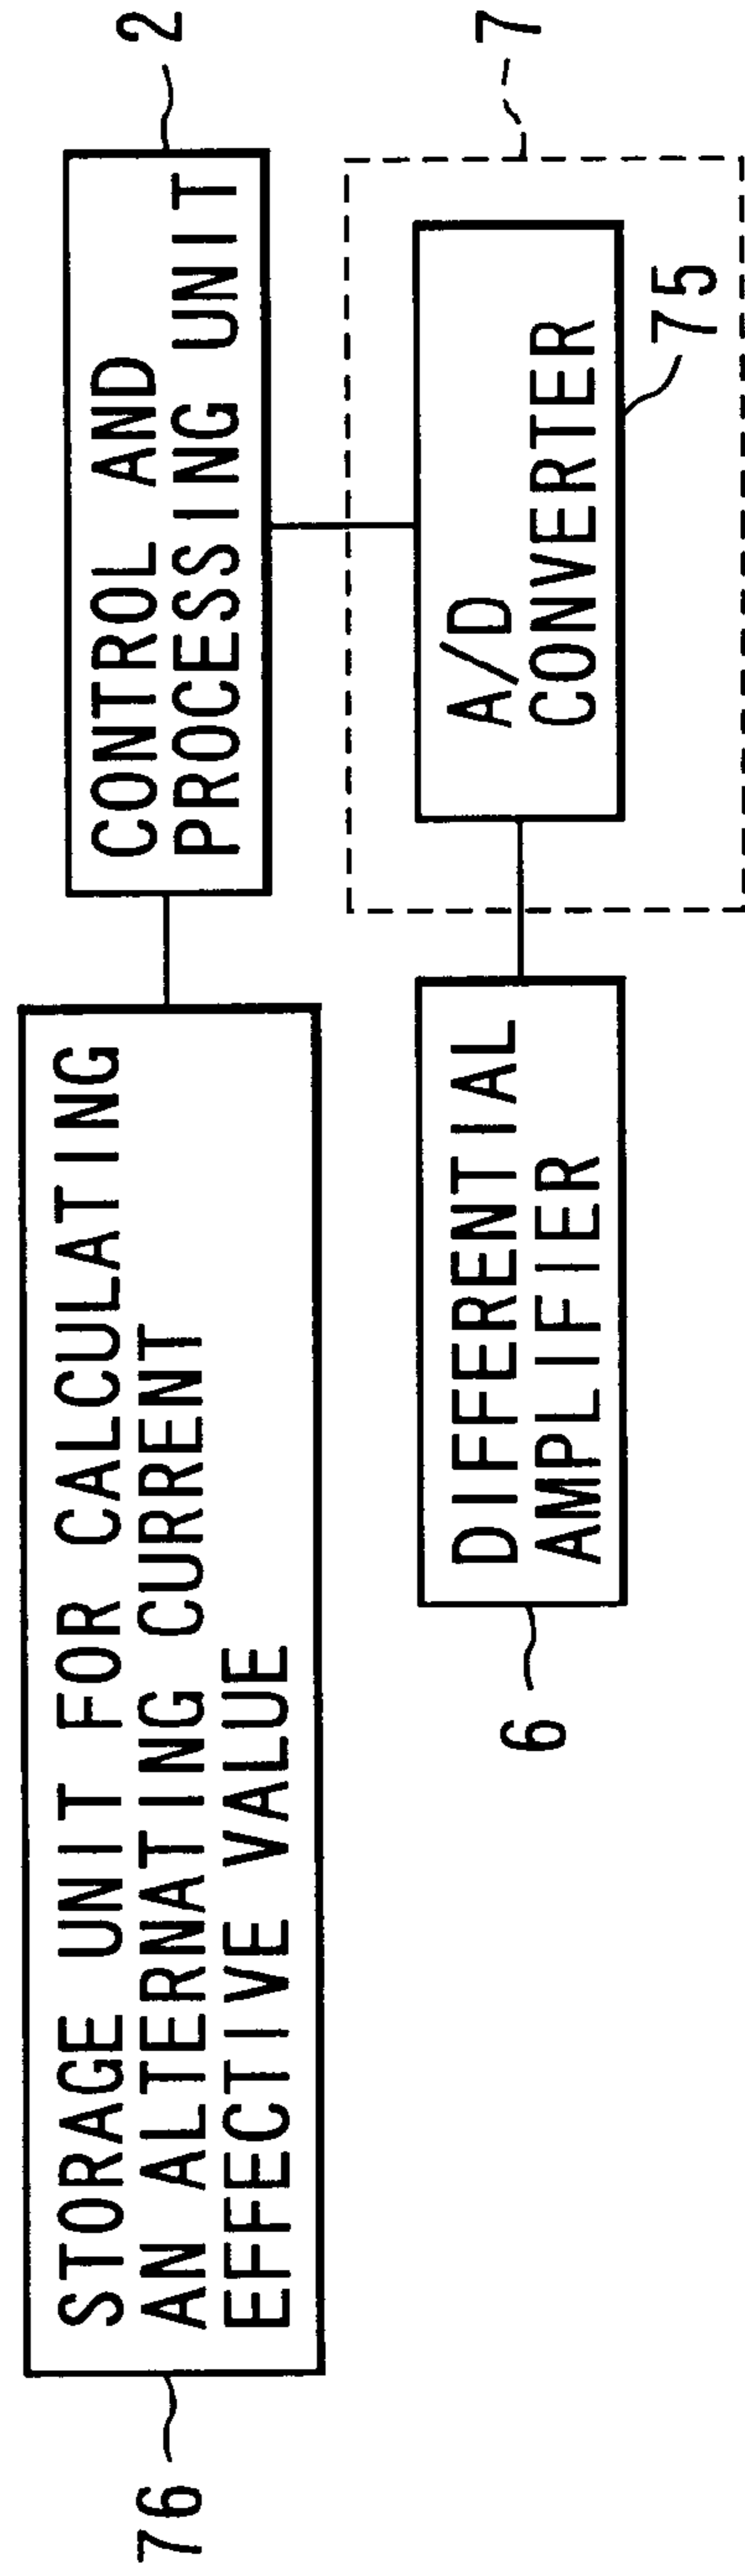 76
STORAGE UNIT FOR CALCULATING
AN ALTERNATING CURRENT
EFFECTIVE VALUE
CONTROL AND
PROCESSING UNIT
2
6
DIFFERENTIAL
AMPLIFIER
A/D
CONVERTER
75
7